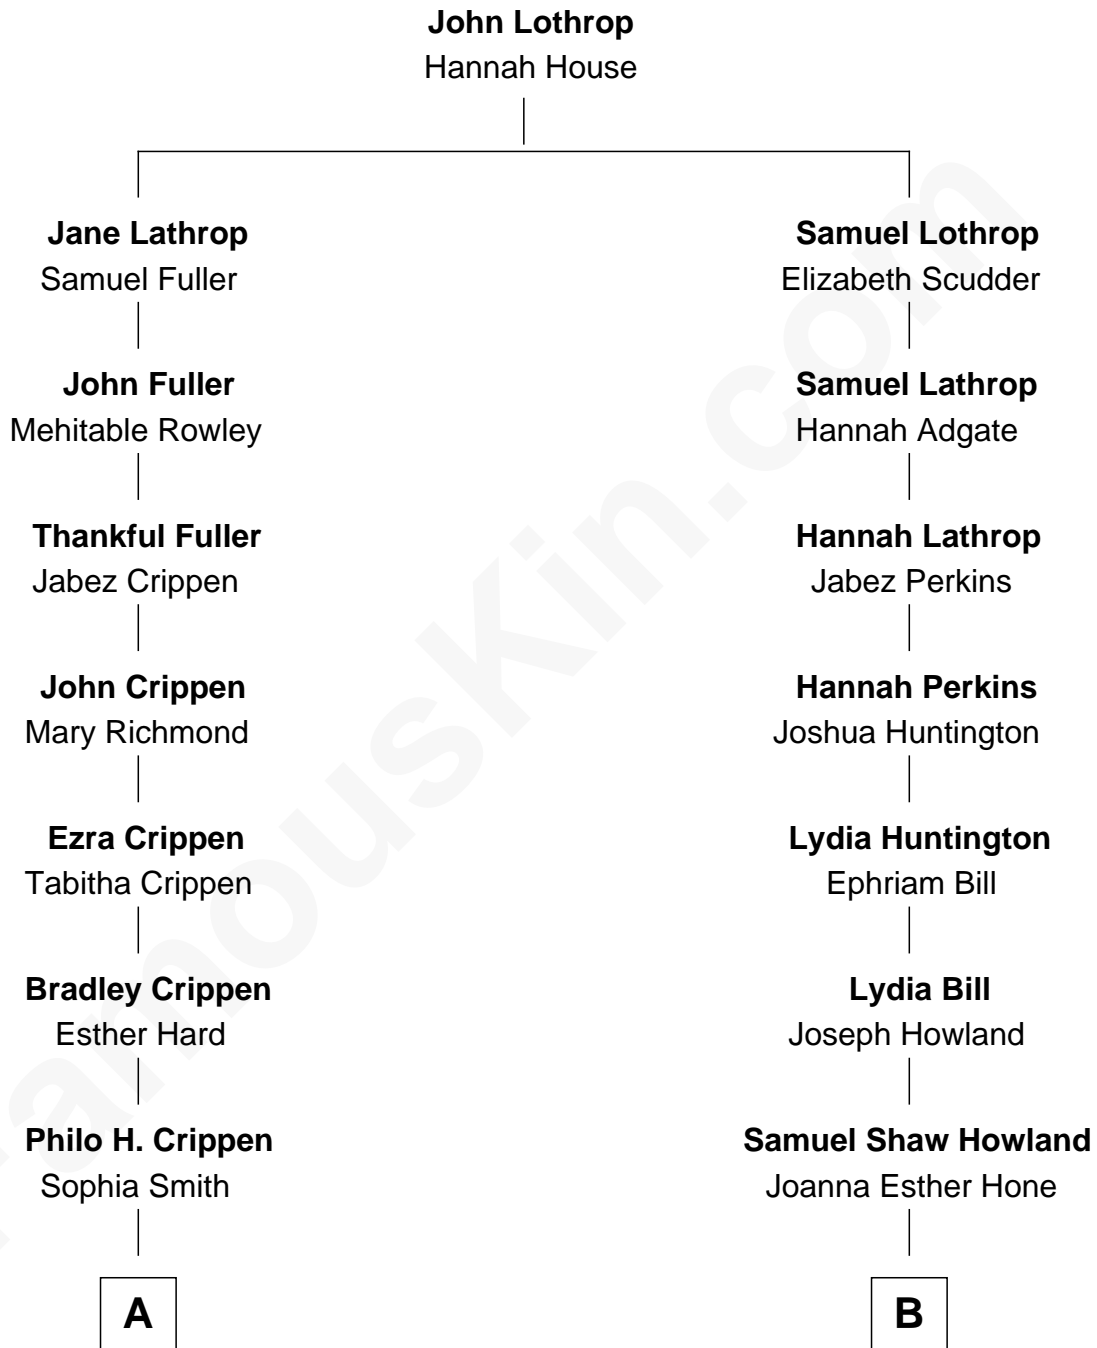 John Lothrop
Hannah House
Jane Lathrop
Samuel Fuller
Samuel Lothrop
Elizabeth Scudder
John Fuller
Mehitable Rowley
Samuel Lathrop
Hannah Adgate
Thankful Fuller
Jabez Crippen
Hannah Lathrop
Jabez Perkins
John Crippen
Mary Richmond
Hannah Perkins
Joshua Huntington
Ezra Crippen
Tabitha Crippen
Lydia Huntington
Ephriam Bill
Bradley Crippen
Esther Hard
Lydia Bill
Joseph Howland
Philo H. Crippen
Sophia Smith
Samuel Shaw Howland
Joanna Esther Hone
A
B
FamousKin.com